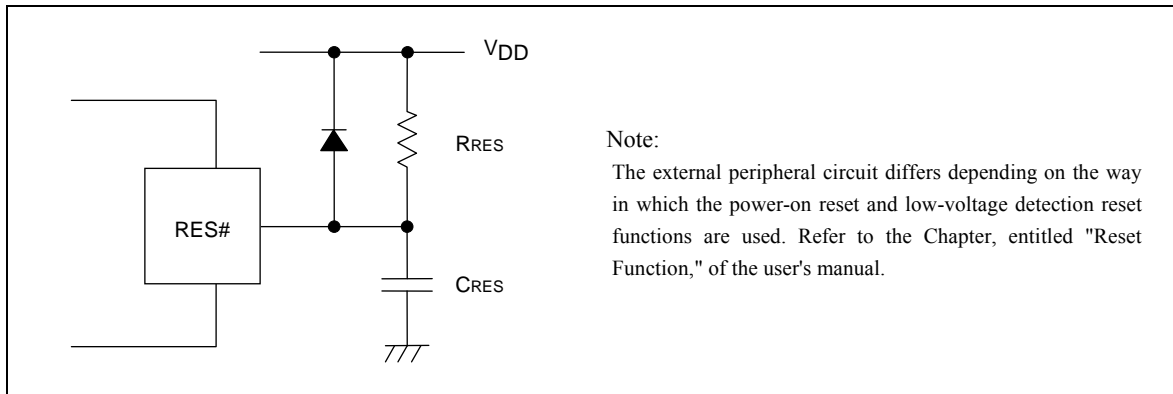 VDD
RRES
RES#
CRES
Note:
The external peripheral circuit differs depending on the way
in which the power-on reset and low-voltage detection reset
functions are used. Refer to the Chapter, entitled "Reset
Function," of the user's manual.